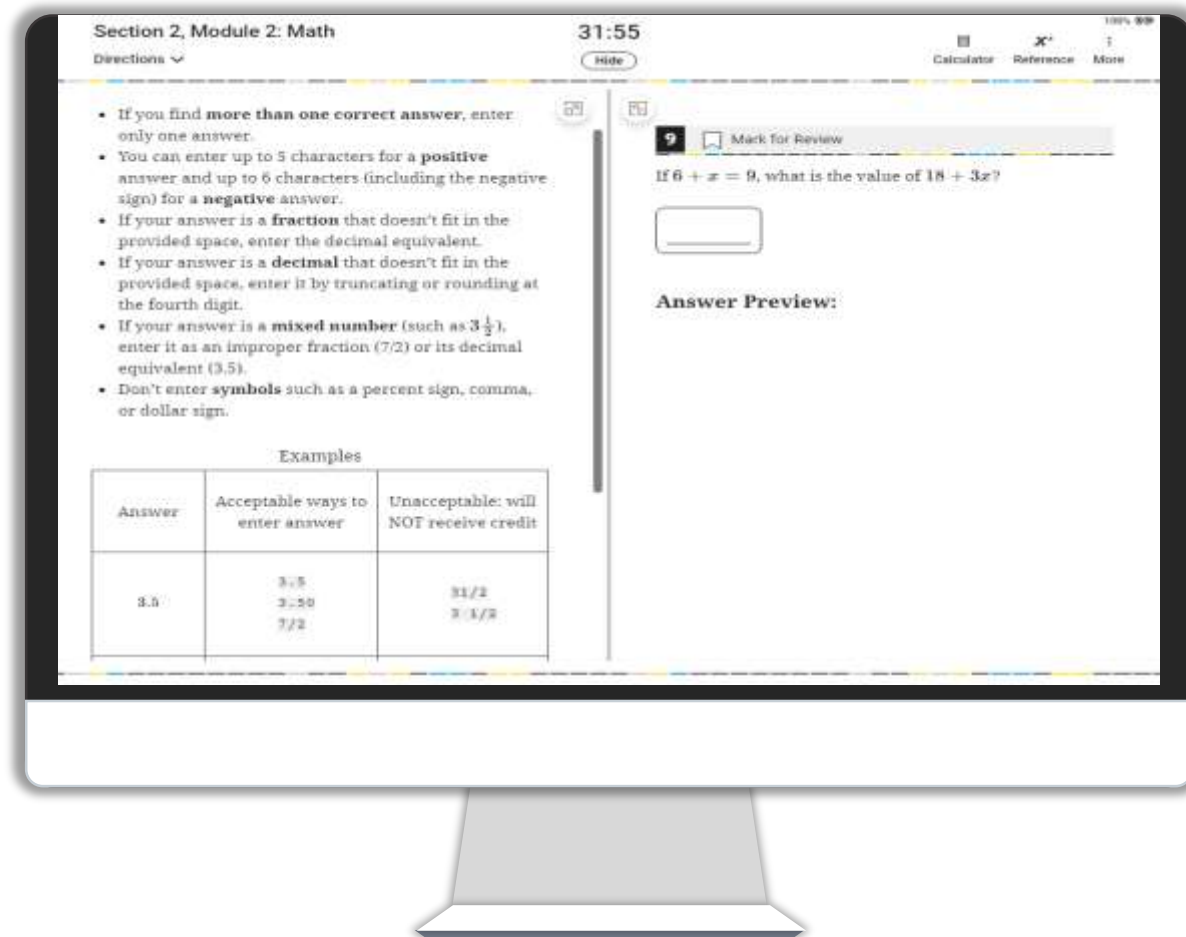 Section 2, Module 2: Math
Directions
31:55
Hide
100%
Calculator
Reference
More
• If you find more than one correct answer, enter
only one answer.
• You can enter up to 5 characters for a positive
answer and up to 6 characters (including the negative
sign) for a negative answer.
• If your answer is a fraction that doesn't fit in the
provided space, enter the decimal equivalent.
• If your answer is a decimal that doesn't fit in the
provided space, enter it by truncating or rounding at
the fourth digit.
• If your answer is a mixed number (such as 3 1/2),
enter it as an improper fraction (7/2) or its decimal
equivalent (3.5).
• Don't enter symbols such as a percent sign, comma,
or dollar sign.
Examples
Answer
Acceptable ways to
enter answer
Unacceptable: will
NOT receive credit
3.5
3.5
3.50
7/2
31/2
3 1/2
9
Mark for Review
If 6 + x = 9, what is the value of 18 + 3x?
Answer Preview: